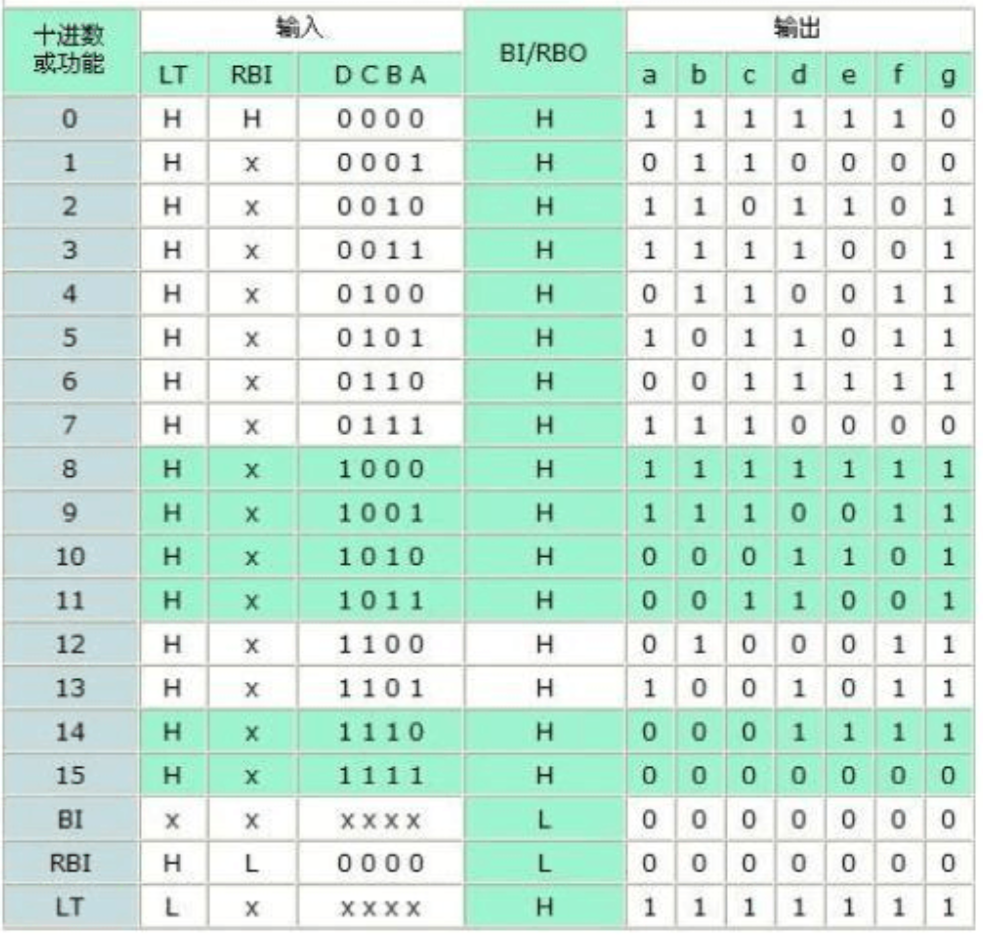 十进数
或功能
输入
BI/RBO
输出
LT RBI D C B A a b c d e f g
0 H H 0 0 0 0 H 1 1 1 1 1 1 0
1 H x 0 0 0 1 H 0 1 1 0 0 0 0
2 H x 0 0 1 0 H 1 1 0 1 1 0 1
3 H x 0 0 1 1 H 1 1 1 1 0 0 1
4 H x 0 1 0 0 H 0 1 1 0 0 1 1
5 H x 0 1 0 1 H 1 0 1 1 0 1 1
6 H x 0 1 1 0 H 0 0 1 1 1 1 1
7 H x 0 1 1 1 H 1 1 1 0 0 0 0
8 H x 1 0 0 0 H 1 1 1 1 1 1 1
9 H x 1 0 0 1 H 1 1 1 0 0 1 1
10 H x 1 0 1 0 H 0 0 0 1 1 0 1
11 H x 1 0 1 1 H 0 0 1 1 0 0 1
12 H x 1 1 0 0 H 0 1 0 0 0 1 1
13 H x 1 1 0 1 H 1 0 0 1 0 1 1
14 H x 1 1 1 0 H 0 0 0 1 1 1 1
15 H x 1 1 1 1 H 0 0 0 0 0 0 0
BI x x x x x x L 0 0 0 0 0 0 0
RBI H L 0 0 0 0 L 0 0 0 0 0 0 0
LT L x x x x x H 1 1 1 1 1 1 1